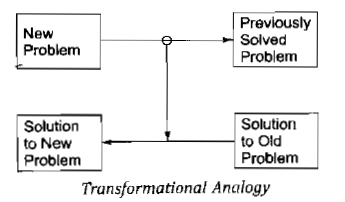 New
Problem
Previously
Solved
Problem
Solution
to New
Problem
Solution
to Old
Problem
Transformational Analogy